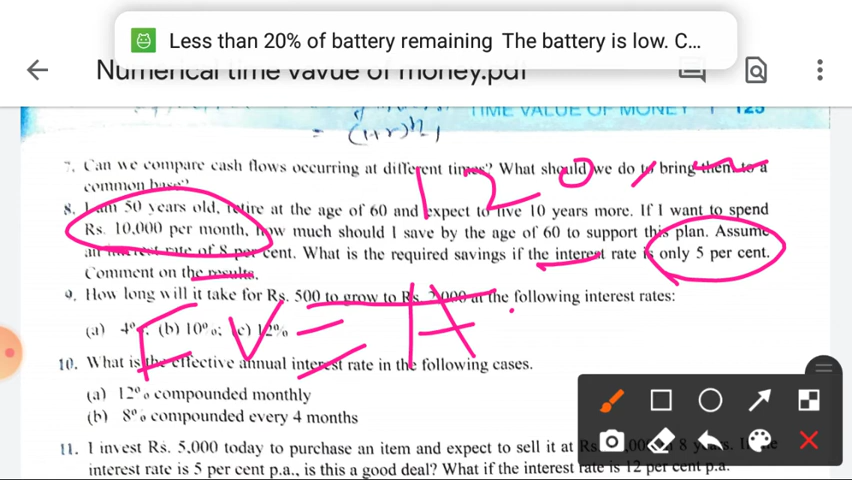 Less than 20% of battery remaining The battery is low. C...
Numerical time vavue of money.pdf
TIME VALUE OF MONEY | 125
= (1+r)¹²-1
7. Can we compare cash flows occurring at different times? What should we do to bring them to a
common base?
120,
8. I am 50 years old, retire at the age of 60 and expect to live 10 years more. If I want to spend
Rs. 10,000 per month, how much should I save by the age of 60 to support this plan. Assume
an interest rate of 8 per cent. What is the required savings if the interest rate is only 5 per cent.
Comment on the results.
9. How long will it take for Rs. 500 to grow to Rs. at the following interest rates:
(a) 4%. (b) 10%; (c) 12%
FV = A
10. What is the effective annual interest rate in the following cases.
(a) 12% compounded monthly
(b) 8% compounded every 4 months
11. I invest Rs. 5,000 today to purchase an item and expect to sell it at Rs 8 years. I
interest rate is 5 per cent p.a., is this a good deal? What if the interest rate is 12 per cent p.a.